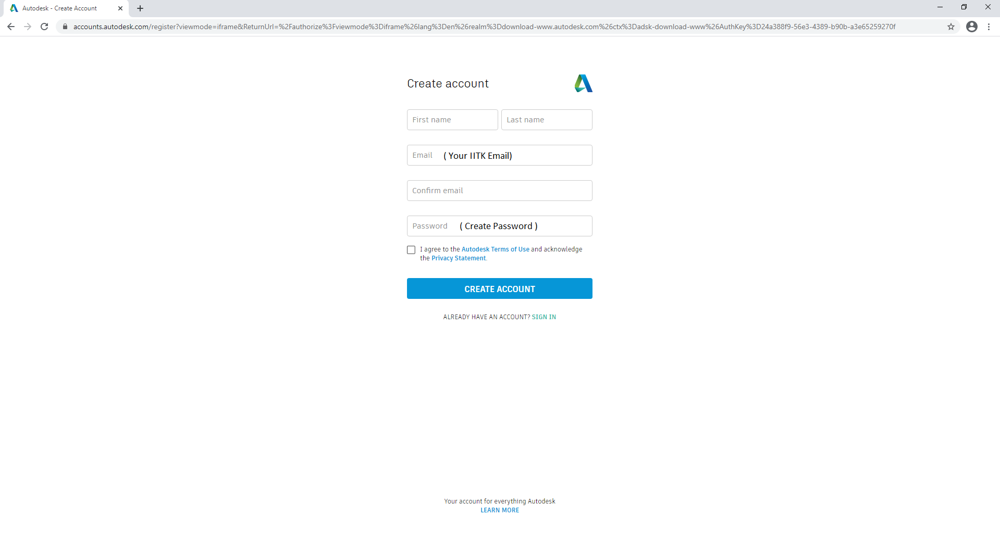 Autodesk - Create Account
accounts.autodesk.com/register?viewmode=iframe&ReturnUrl=%2Fauthorize%3Fviewmode%3Diframe%26lang%3Den%26realm%3Ddownload-www.autodesk.com%26ctx%3Dadsk-download-www%26AuthKey%3D24a388f9-56e3-4389-b90b-a3e65259270f
Create account
First name Last name
Email ( Your IITK Email)
Confirm email
Password ( Create Password )
I agree to the Autodesk Terms of Use and acknowledge
the Privacy Statement.
CREATE ACCOUNT
ALREADY HAVE AN ACCOUNT? SIGN IN
Your account for everything Autodesk
LEARN MORE